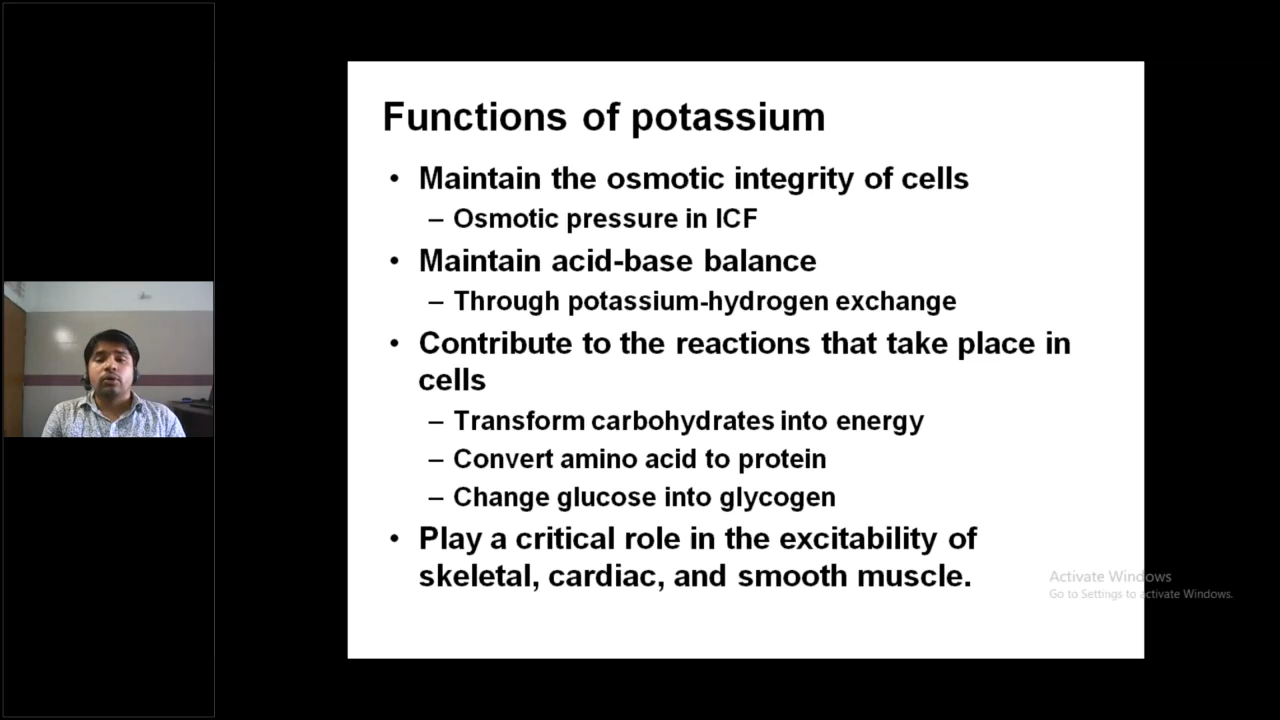 Functions of potassium
• Maintain the osmotic integrity of cells
– Osmotic pressure in ICF
• Maintain acid-base balance
– Through potassium-hydrogen exchange
• Contribute to the reactions that take place in
cells
– Transform carbohydrates into energy
– Convert amino acid to protein
– Change glucose into glycogen
• Play a critical role in the excitability of
skeletal, cardiac, and smooth muscle.
Activate Windows
Go to Settings to activate Windows.